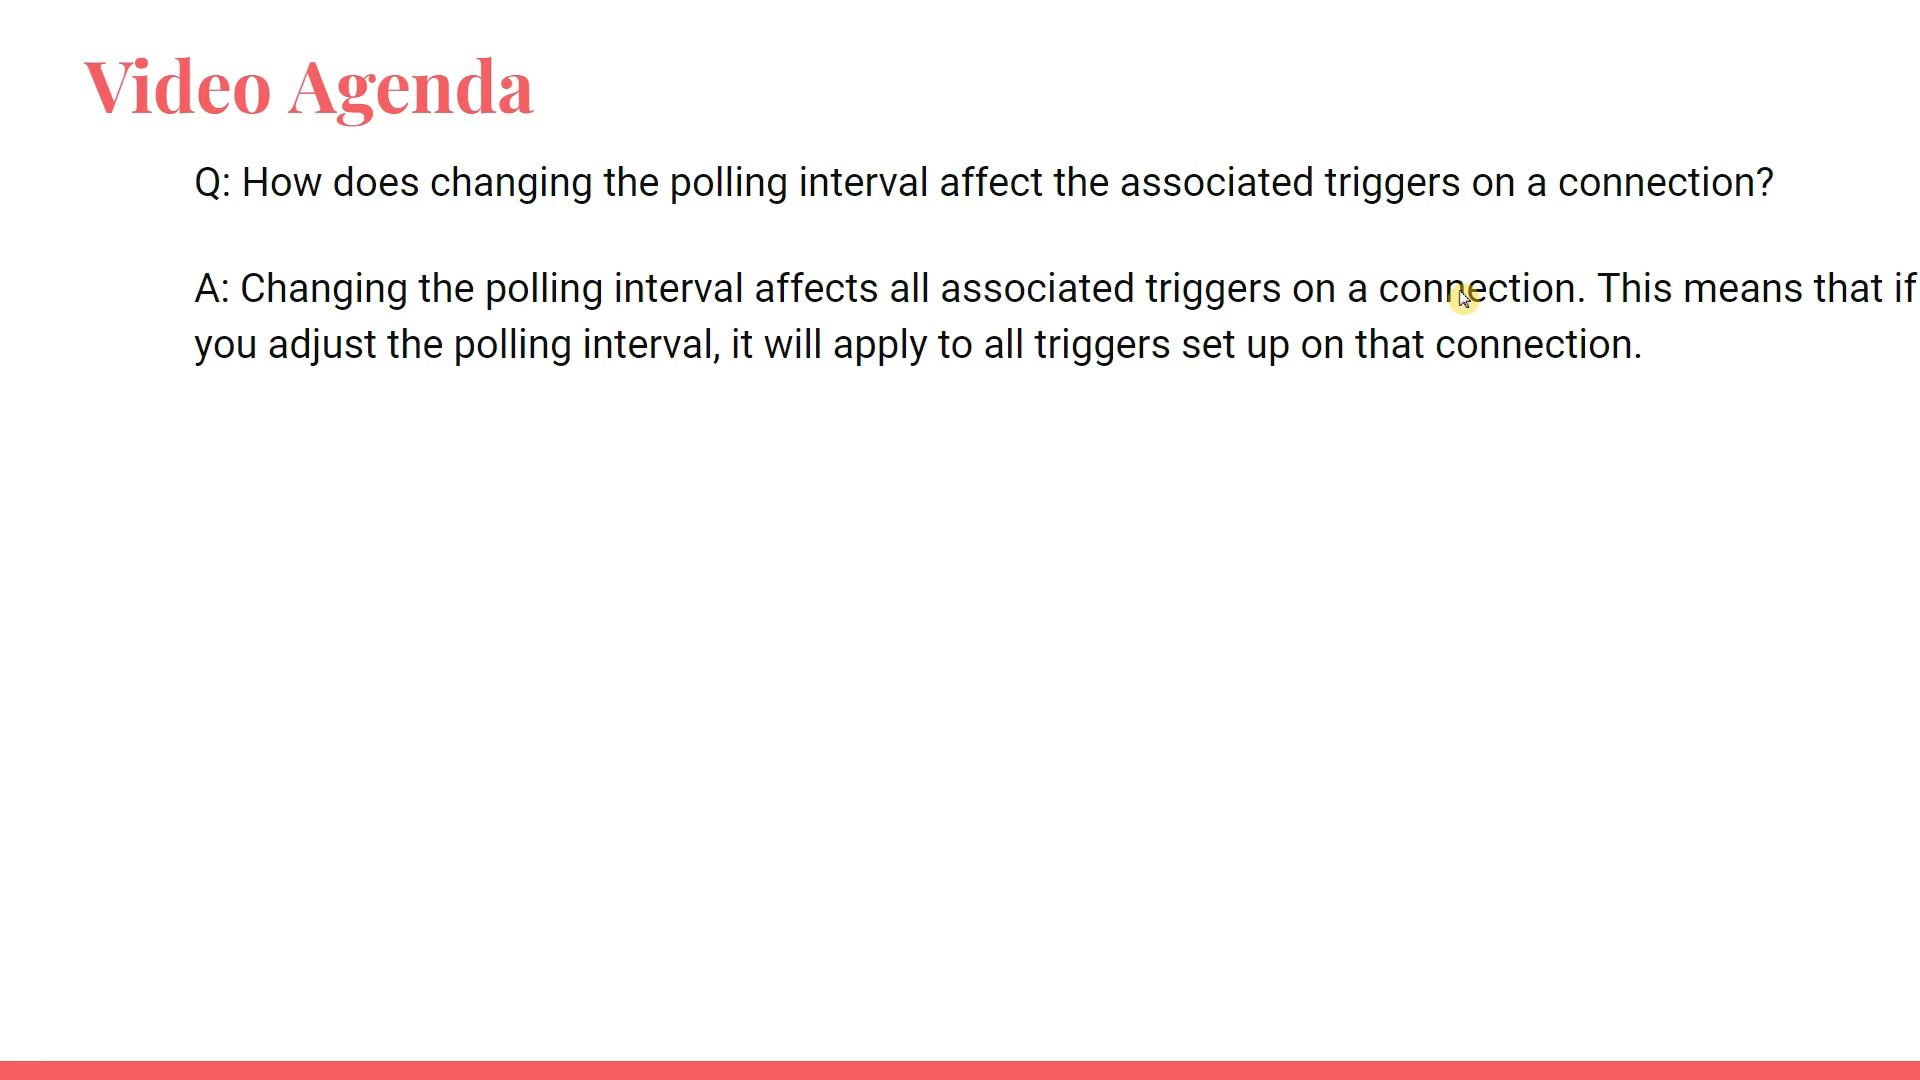 Video Agenda
Q: How does changing the polling interval affect the associated triggers on a connection?
A: Changing the polling interval affects all associated triggers on a connection. This means that if
you adjust the polling interval, it will apply to all triggers set up on that connection.